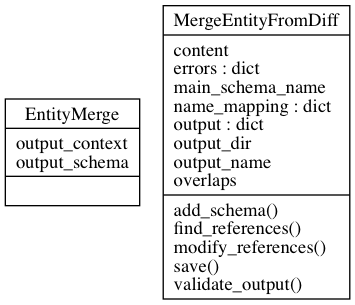 EntityMerge
output_context
output_schema
MergeEntityFromDiff
content
errors : dict
main_schema_name
name_mapping : dict
output : dict
output_dir
output_name
overlaps
add_schema()
find_references()
modify_references()
save()
validate_output()